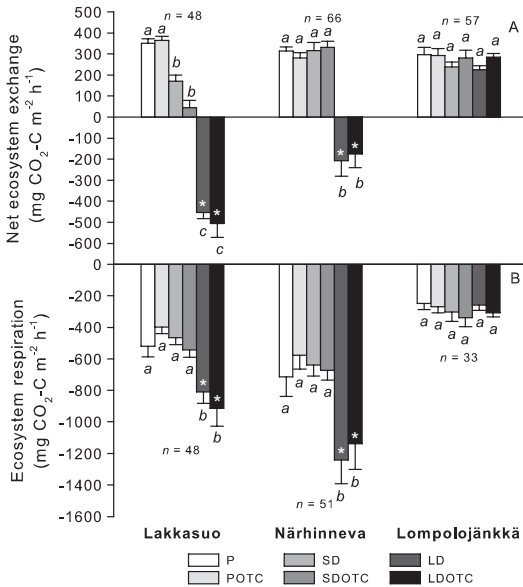 A
n = 48
n = 66
n = 57
Net ecosystem exchange
(mg CO2-C m-2 h-1)
400
300
200
100
0
-100
-200
-300
-400
-500
-600
a a b b * c * c
a a a a * b * b
a a a a a a
B
Ecosystem respiration
(mg CO2-C m-2 h-1)
0
-200
-400
-600
-800
-1000
-1200
-1400
-1600
a a a a * b * b
a a a a * b * b
a a a a a a
n = 48
n = 51
n = 33
Lakkasuo Närhinneva Lompolojänkkä
P SD LD
POTC SDOTC LDOTC